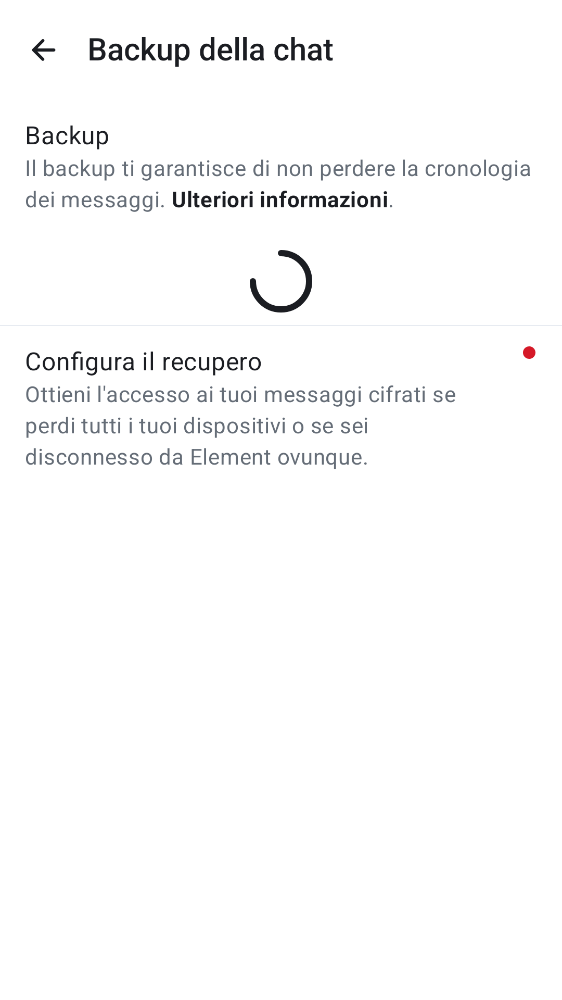 Backup della chat
Backup
Il backup ti garantisce di non perdere la cronologia
dei messaggi. Ulteriori informazioni.
Configura il recupero
Ottieni l'accesso ai tuoi messaggi cifrati se
perdi tutti i tuoi dispositivi o se sei
disconnesso da Element ovunque.